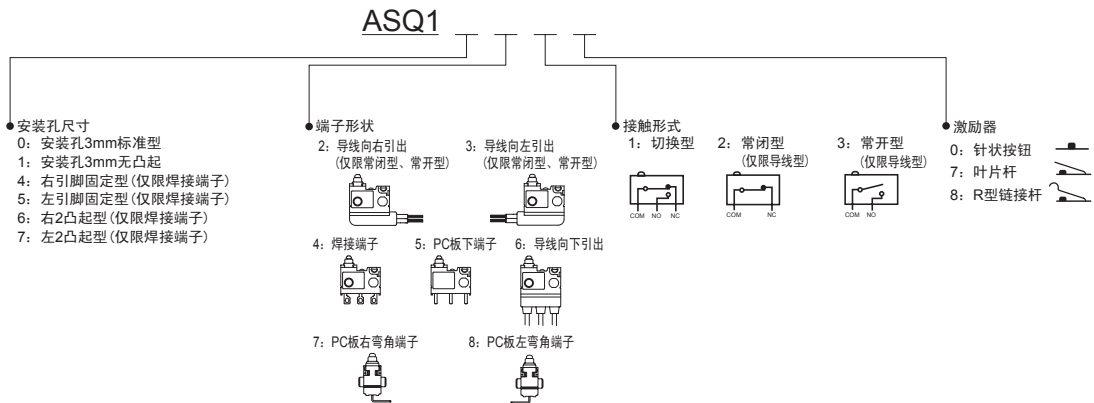 ASQ1
安装孔尺寸
0：安装孔3mm标准型
1：安装孔3mm无凸起
4：右引脚固定型(仅限焊接端子)
5：左引脚固定型(仅限焊接端子)
6：右2凸起型(仅限焊接端子)
7：左2凸起型(仅限焊接端子)
端子形状
2：导线向右引出
(仅限常闭型、常开型)
3：导线向左引出
(仅限常闭型、常开型)
4：焊接端子
5：PC板下端子
6：导线向下引出
7：PC板右弯角端子
8：PC板左弯角端子
接触形式
1：切换型
COM NO NC
2：常闭型
(仅限导线型)
COM NC
3：常开型
(仅限导线型)
COM NO
激励器
0：针状按钮
7：叶片杆
8：R型链接杆